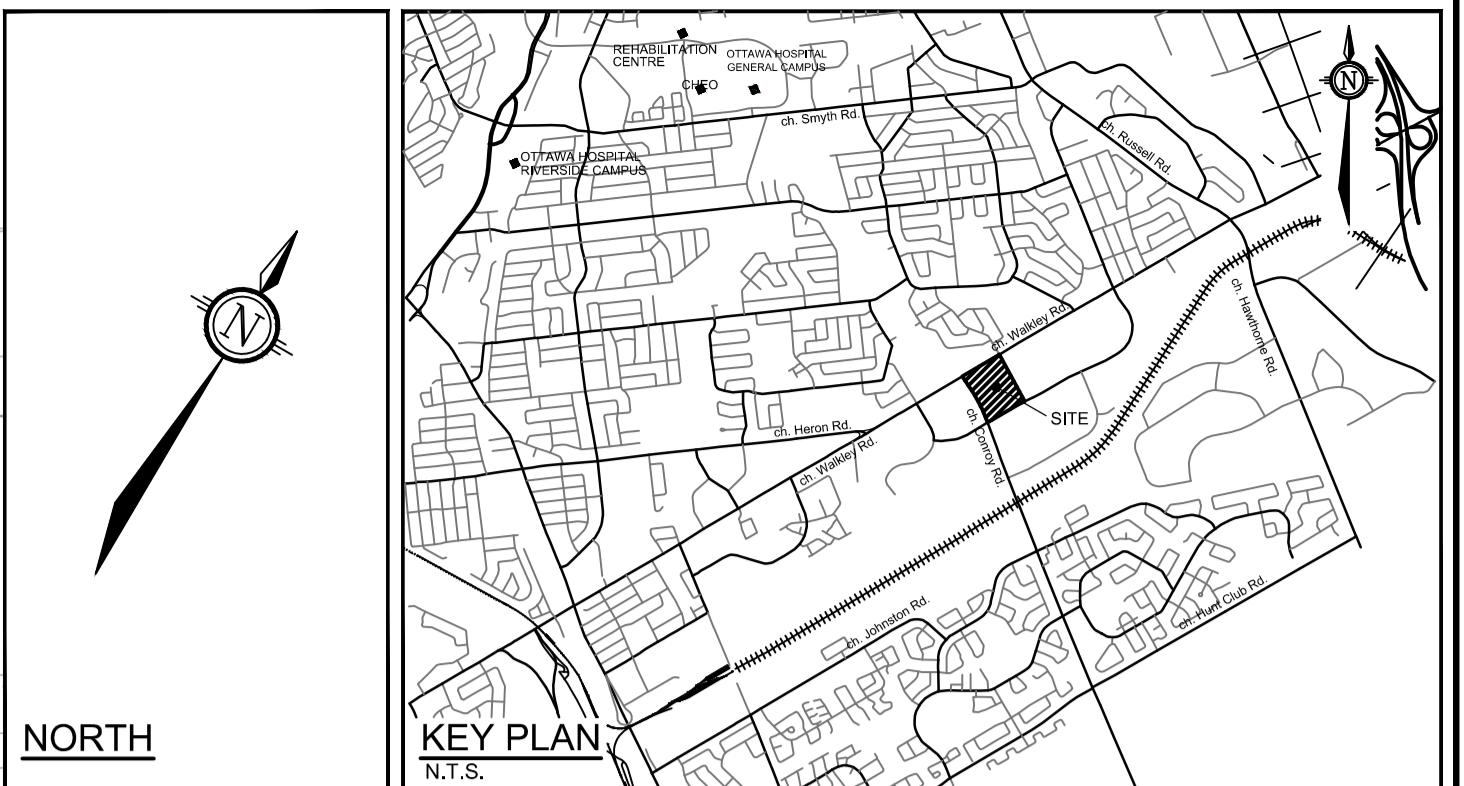 N
NORTH
REHABILITATION
CENTRE
OTTAWA HOSPITAL
GENERAL CAMPUS
CHEO
ch. Smyth Rd.
ch. Russell Rd.
N
OTTAWA HOSPITAL
RIVERSIDE CAMPUS
ch. Walkley Rd.
ch. Hawthorne Rd.
SITE
ch. Conroy Rd.
ch. Heron Rd.
ch. Walkley Rd.
ch. Johnston Rd.
ch. Hunt Club Rd.
KEY PLAN
N.T.S.